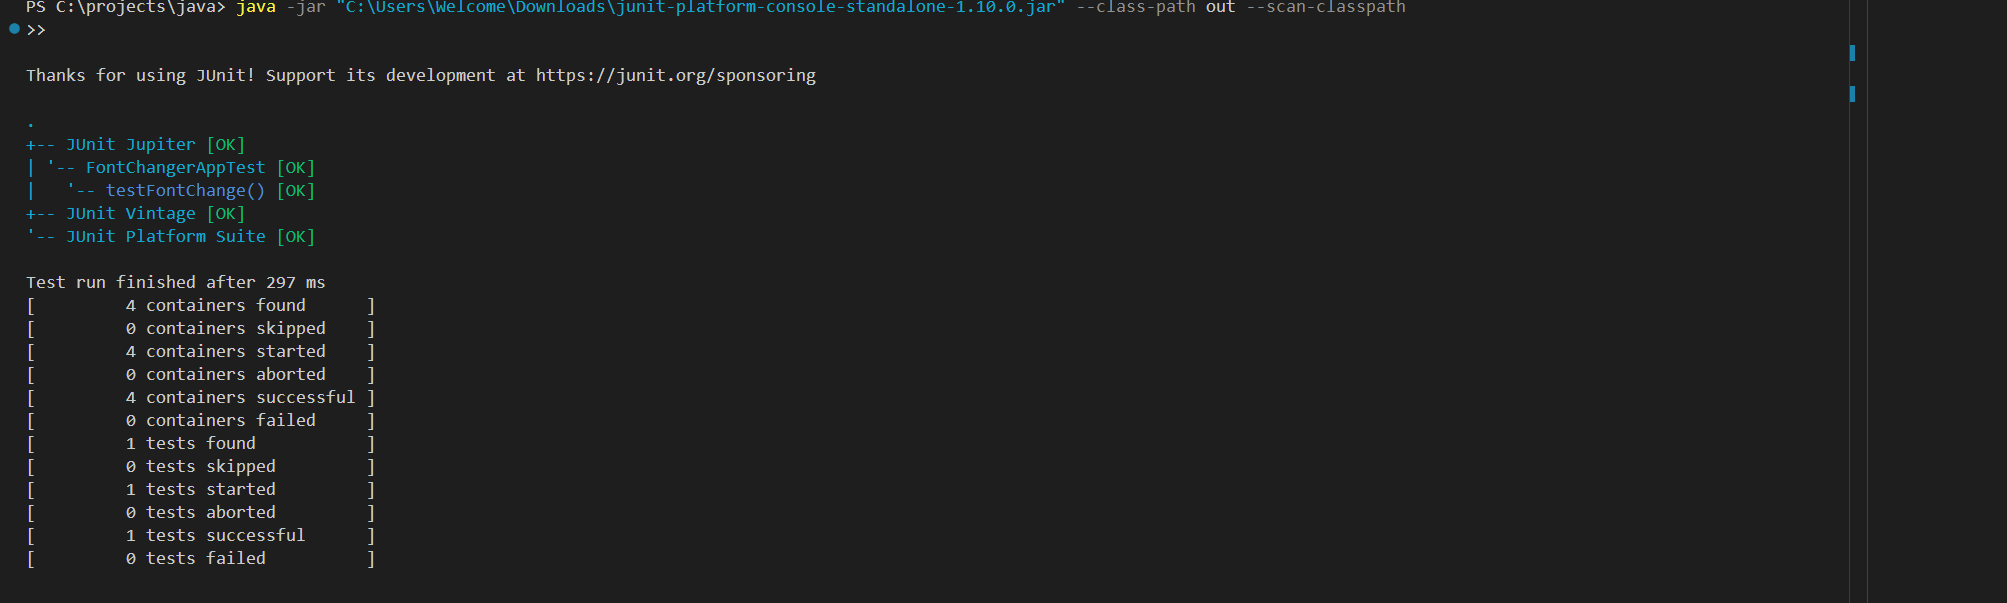 PS C:\projects\java> java -jar "C:\Users\Welcome\Downloads\junit-platform-console-standalone-1.10.0.jar" --class-path out --scan-classpath
>>
Thanks for using JUnit! Support its development at https://junit.org/sponsoring
.
+-- JUnit Jupiter [OK]
| '-- FontChangerAppTest [OK]
|   '-- testFontChange() [OK]
+-- JUnit Vintage [OK]
'-- JUnit Platform Suite [OK]
Test run finished after 297 ms
[         4 containers found      ]
[         0 containers skipped    ]
[         4 containers started    ]
[         0 containers aborted    ]
[         4 containers successful ]
[         0 containers failed     ]
[         1 tests found           ]
[         0 tests skipped         ]
[         1 tests started         ]
[         0 tests aborted         ]
[         1 tests successful      ]
[         0 tests failed          ]